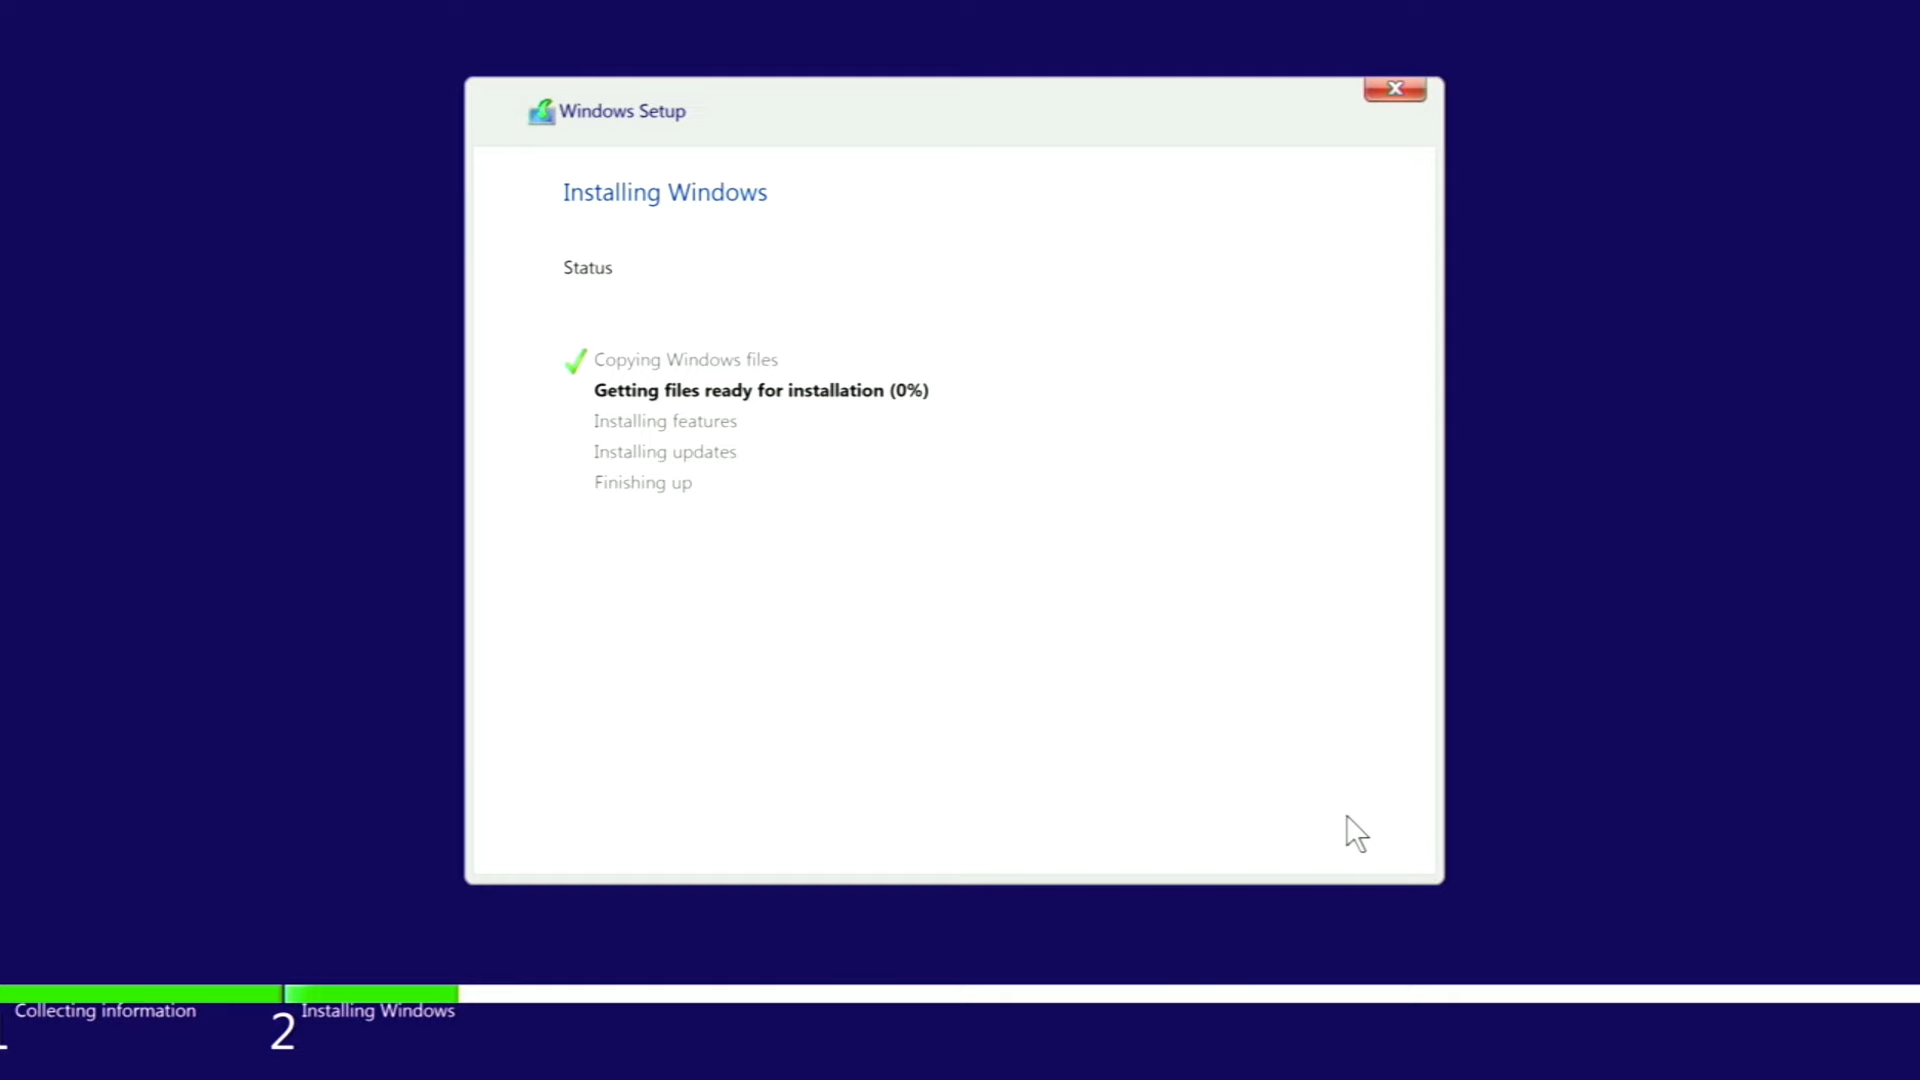 Windows Setup
Installing Windows
Status
Copying Windows files
Getting files ready for installation (0%)
Installing features
Installing updates
Finishing up
Collecting information
2 Installing Windows